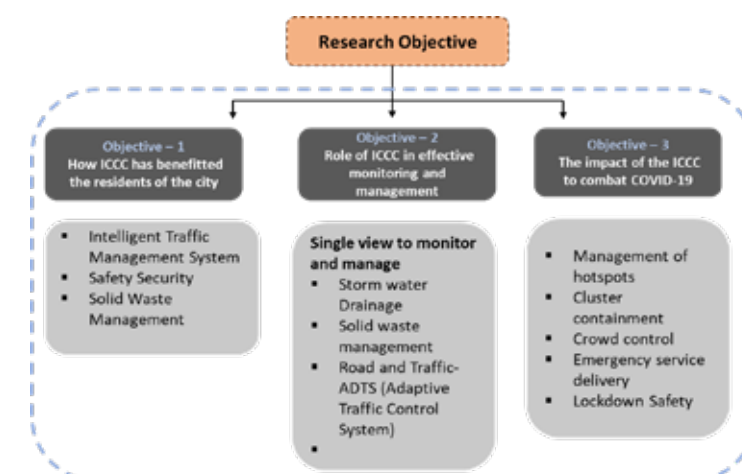 Research Objective
Objective – 1
How ICCC has benefitted
the residents of the city
Objective – 2
Role of ICCC in effective
monitoring and
management
Objective – 3
The impact of the ICCC
to combat COVID-19
▪ Intelligent Traffic
Management System
▪ Safety Security
▪ Solid Waste
Management
Single view to monitor
and manage
▪ Storm water
Drainage
▪ Solid waste
management
▪ Road and Traffic-
ADTS (Adaptive
Traffic Control
System)
▪
▪ Management of
hotspots
▪ Cluster
containment
▪ Crowd control
▪ Emergency service
delivery
▪ Lockdown Safety